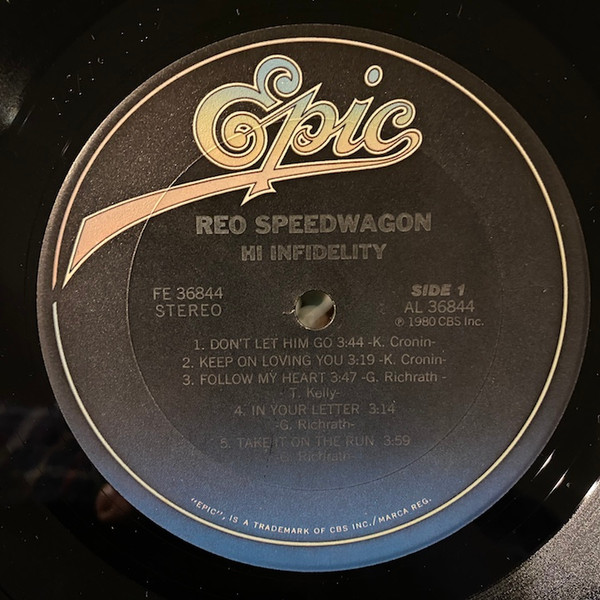 Epic
REO SPEEDWAGON
HI INFIDELITY
FE 36844
STEREO
SIDE 1
AL 36844
℗ 1980 CBS Inc.
1. DON'T LET HIM GO 3:44 -K. Cronin-
2. KEEP ON LOVING YOU 3:19 -K. Cronin-
3. FOLLOW MY HEART 3:47 -G. Richrath -
T. Kelly-
4. IN YOUR LETTER 3:14
-G. Richrath-
5. TAKE IT ON THE RUN 3:59
-G. Richrath-
"EPIC", IS A TRADEMARK OF CBS INC./MARCA REG.